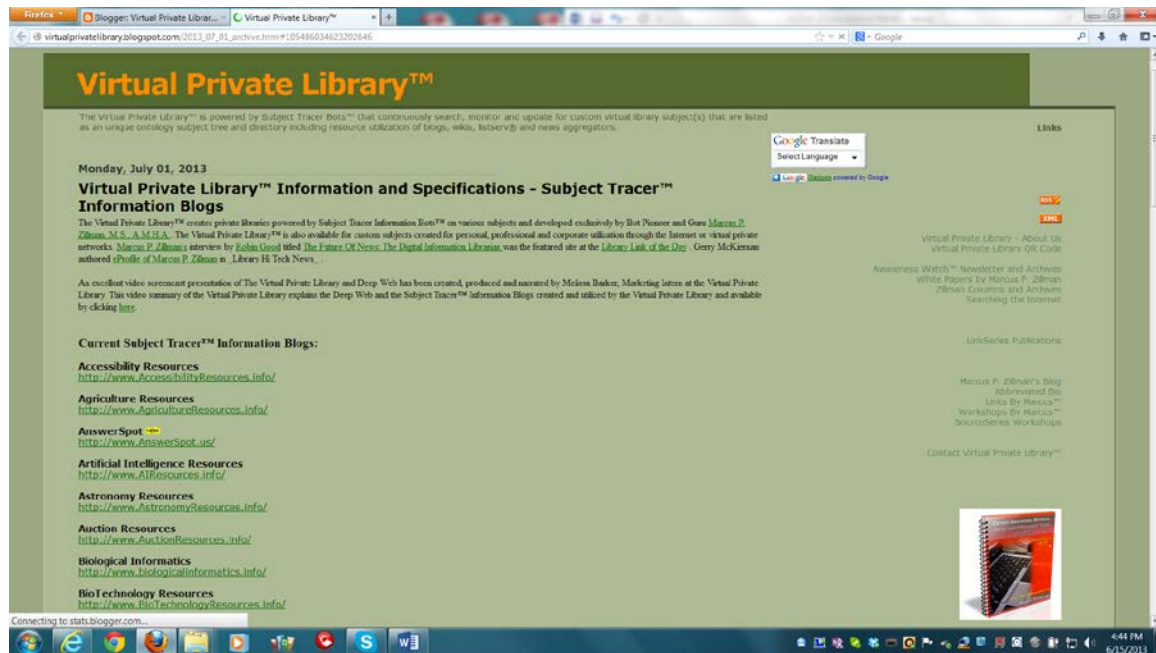 Firefox
Blogger: Virtual Private Librar...
Virtual Private Library™
virtualprivatelibrary.blogspot.com/2013_07_01_archive.html#105486034623202646
Google
Virtual Private Library™
The Virtual Private Library™ is powered by Subject Tracer Bots™ that continuously search, monitor and update for custom virtual library subject(s) that are listed
as an unique ontology subject tree and directory including resource utilization of blogs, wikis, listserv® and news aggregators.
Monday, July 01, 2013
Virtual Private Library™ Information and Specifications - Subject Tracer™
Information Blogs
The Virtual Private Library™ creates private libraries powered by Subject Tracer Information Bots™ on various subjects and developed exclusively by Bot Pioneer and Guru Marcus P.
Zillman, M.S., A.M.H.A.. The Virtual Private Library™ is also available for custom subjects created for personal, professional and corporate utilization through the Internet or virtual private
networks. Marcus P. Zillman's interview by Robin Good titled The Future Of News: The Digital Information Librarian, was the featured site at the Library Link of the Day . Gerry McKiernan
authored eProfile of Marcus P. Zillman in _Library Hi Tech News_ .
An excellent video screencast presentation of The Virtual Private Library and Deep Web has been created, produced and narrated by Melissa Barker, Marketing Intern at the Virtual Private
Library. This video summary of the Virtual Private Library explains the Deep Web and the Subject Tracer™ Information Blogs created and utilized by the Virtual Private Library and available
by clicking here.
Current Subject Tracer™ Information Blogs:
Accessibility Resources
http://www.AccessibilityResources.info/
Agriculture Resources
http://www.AgricultureResources.info/
AnswerSpot
http://www.AnswerSpot.us/
Artificial Intelligence Resources
http://www.AIResources.info/
Astronomy Resources
http://www.AstronomyResources.info/
Auction Resources
http://www.AuctionResources.info/
Biological Informatics
http://www.biologicalinformatics.info/
BioTechnology Resources
http://www.BioTechnologyResources.info/
Google Translate
Select Language
Google Gadgets powered by Google
Links
RSS
XML
Virtual Private Library - About Us
Virtual Private Library QR Code
Awareness Watch™ Newsletter and Archives
White Papers by Marcus P. Zillman
Zillman Columns and Archives
Searching the Internet
LinkSeries Publications
Marcus P. Zillman's Blog
Abbreviated Bio
Links By Marcus™
Workshops By Marcus™
SourceSeries Workshops
Contact Virtual Private Library™
Connecting to stats.blogger.com...
4:44 PM
6/15/2013